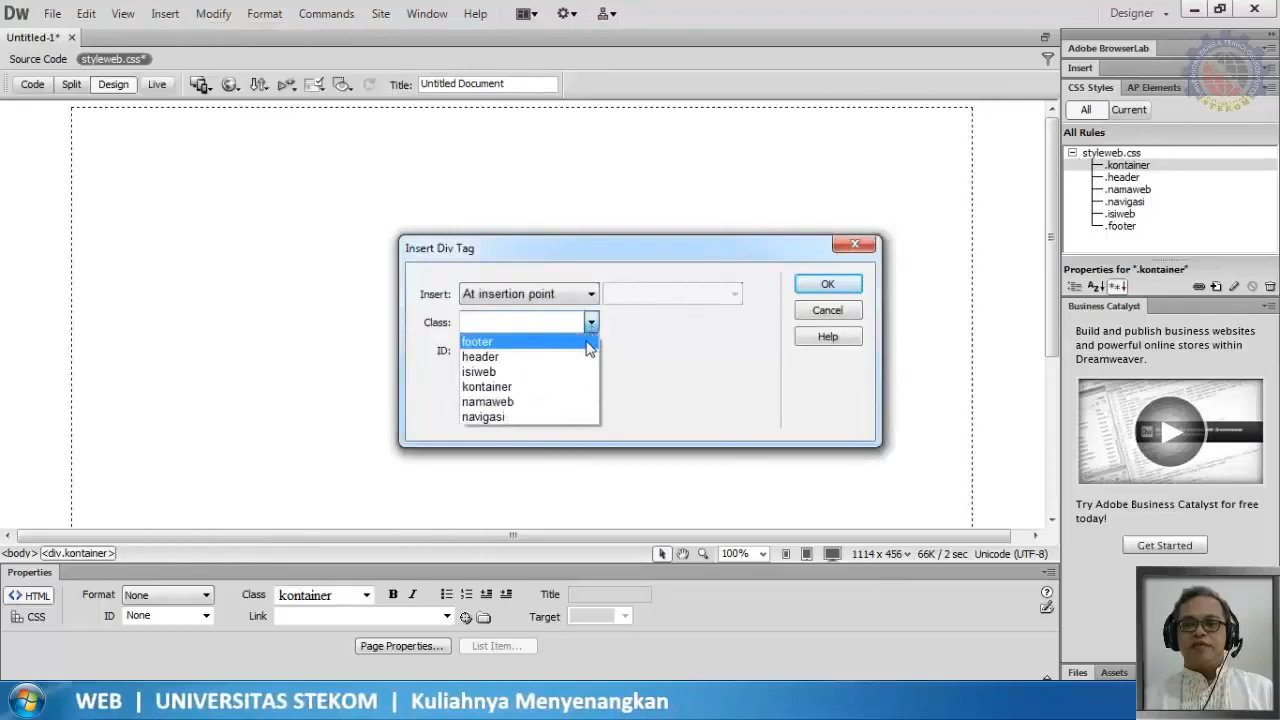 Dw File Edit View Insert Modify Format Commands Site Window Help Designer
Untitled-1*
Source Code styleweb.css*
Code Split Design Live Title: Untitled Document
Adobe BrowserLab
Insert
CSS Styles AP Elements
All Current
All Rules
styleweb.css
.kontainer
.header
.namaweb
.navigasi
.isiweb
.footer
STEKOM
Insert Div Tag
Insert: At insertion point
Class:
ID:
footer
header
isiweb
kontainer
namaweb
navigasi
OK
Cancel
Help
Properties for ".kontainer"
Business Catalyst
Build and publish business websites
and powerful online stores within
Dreamweaver.
Try Adobe Business Catalyst for free
today!
Get Started
<body> <div.kontainer> 100% 1114 x 456 66K / 2 sec Unicode (UTF-8)
Properties
HTML Format None Class kontainer B I Title
CSS ID None Link Target
Page Properties... List Item...
Files Assets
WEB | UNIVERSITAS STEKOM | Kuliahnya Menyenangkan